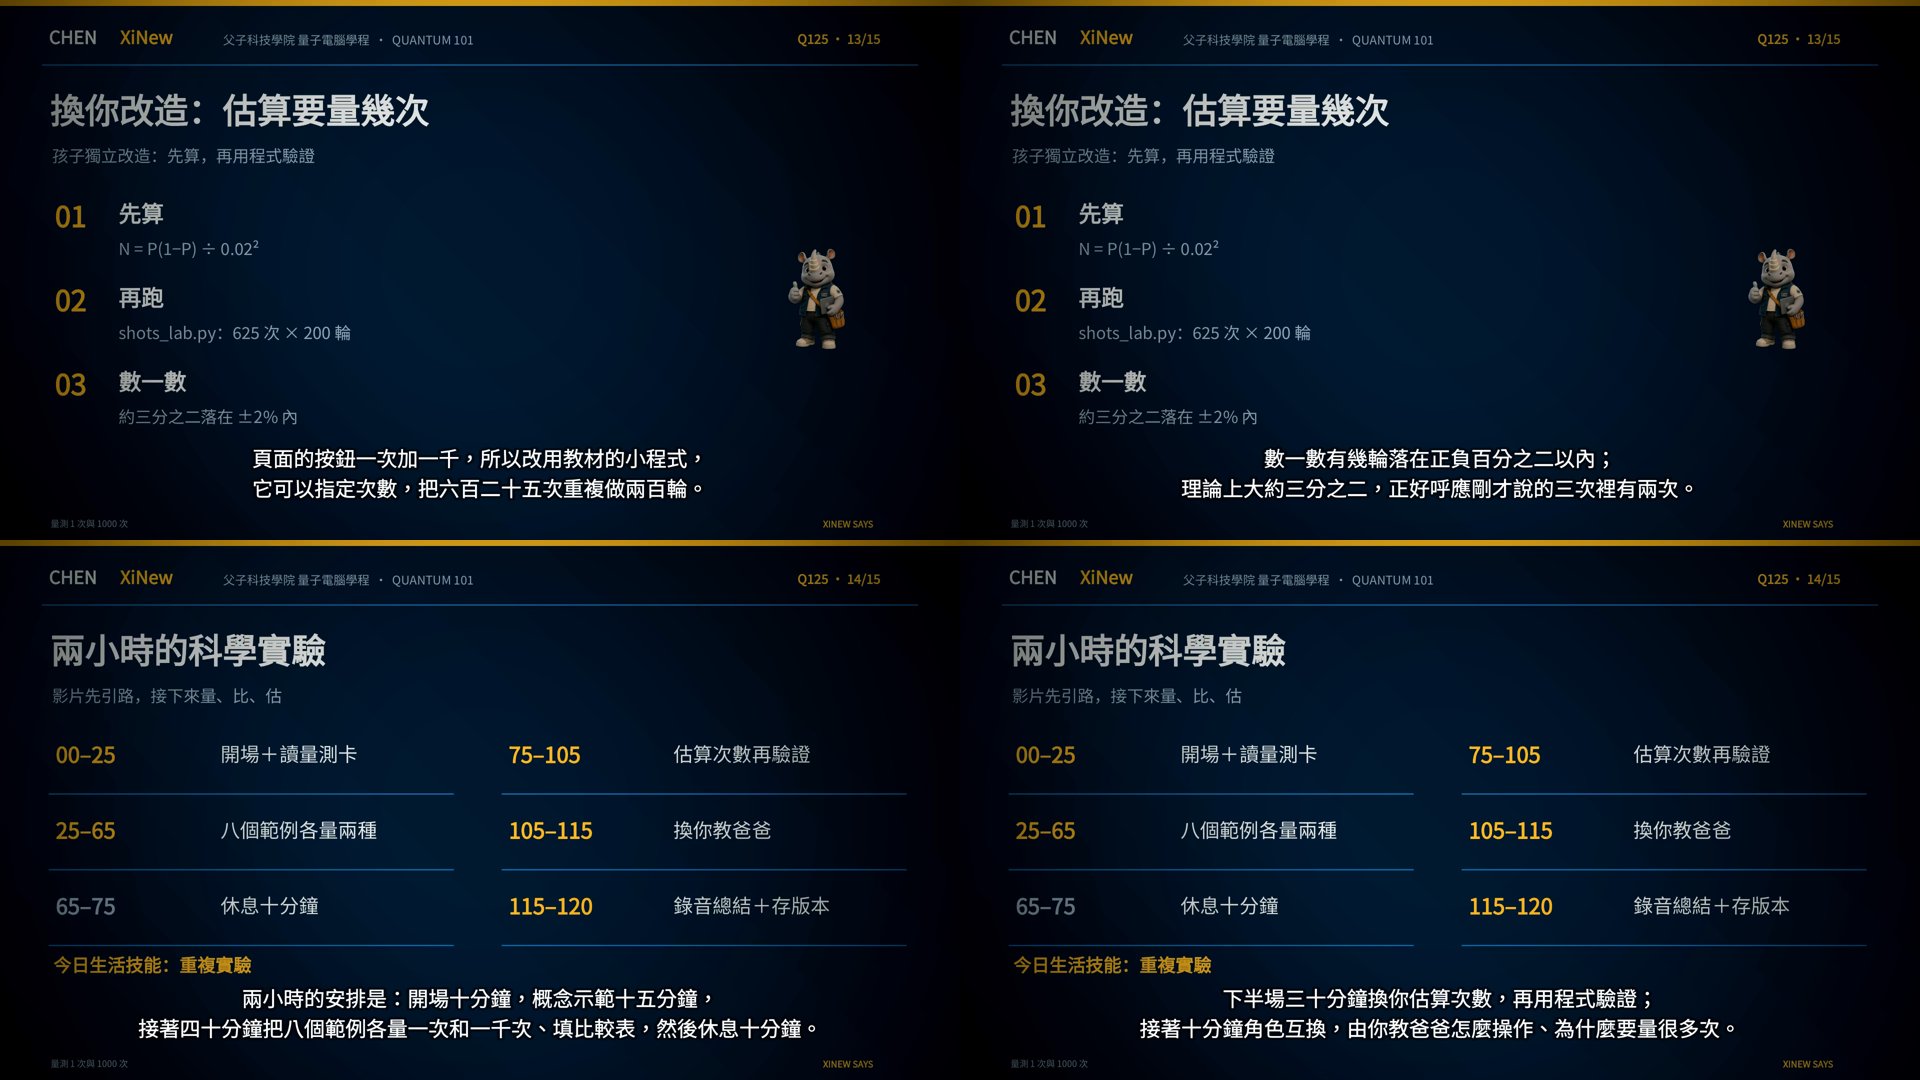 CHEN XiNew 父子科技學院 量子電腦學程 · QUANTUM 101 Q125 · 13/15
換你改造：估算要量幾次
孩子獨立改造：先算，再用程式驗證
01 先算
N = P(1−P) ÷ 0.02²
02 再跑
shots_lab.py：625 次 × 200 輪
03 數一數
約三分之二落在 ±2% 內
頁面的按鈕一次加一千，所以改用教材的小程式，
它可以指定次數，把六百二十五次重複做兩百輪。
量測 1 次與 1000 次 XINEW SAYS
CHEN XiNew 父子科技學院 量子電腦學程 · QUANTUM 101 Q125 · 13/15
換你改造：估算要量幾次
孩子獨立改造：先算，再用程式驗證
01 先算
N = P(1−P) ÷ 0.02²
02 再跑
shots_lab.py：625 次 × 200 輪
03 數一數
約三分之二落在 ±2% 內
數一數有幾輪落在正負百分之二以內；
理論上大約三分之二，正好呼應剛才說的三次裡有兩次。
量測 1 次與 1000 次 XINEW SAYS
CHEN XiNew 父子科技學院 量子電腦學程 · QUANTUM 101 Q125 · 14/15
兩小時的科學實驗
影片先引路，接下來量、比、估
00–25 開場＋讀量測卡 75–105 估算次數再驗證
25–65 八個範例各量兩種 105–115 換你教爸爸
65–75 休息十分鐘 115–120 錄音總結＋存版本
今日生活技能：重複實驗
兩小時的安排是：開場十分鐘，概念示範十五分鐘，
接著四十分鐘把八個範例各量一次和一千次、填比較表，然後休息十分鐘。
量測 1 次與 1000 次 XINEW SAYS
CHEN XiNew 父子科技學院 量子電腦學程 · QUANTUM 101 Q125 · 14/15
兩小時的科學實驗
影片先引路，接下來量、比、估
00–25 開場＋讀量測卡 75–105 估算次數再驗證
25–65 八個範例各量兩種 105–115 換你教爸爸
65–75 休息十分鐘 115–120 錄音總結＋存版本
今日生活技能：重複實驗
下半場三十分鐘換你估算次數，再用程式驗證；
接著十分鐘角色互換，由你教爸爸怎麼操作、為什麼要量很多次。
量測 1 次與 1000 次 XINEW SAYS